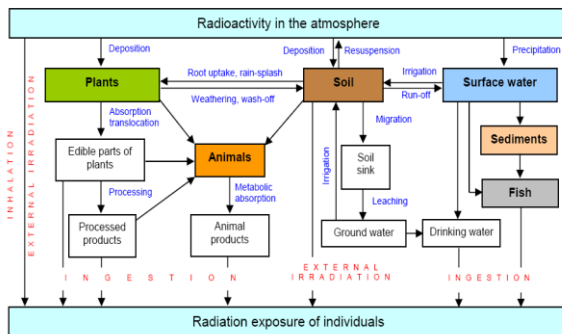 Radioactivity in the atmosphere
Deposition
Deposition
Resuspension
Precipitation
Plants
Root uptake, rain-splash
Soil
Irrigation
Surface water
Weathering, wash-off
Run-off
Absorption
translocation
Migration
Edible parts of
plants
Animals
Irrigation
Soil
sink
Sediments
Processing
Metabolic
absorption
Leaching
Fish
Processed
products
Animal
products
Ground water
Drinking water
INHALATION
EXTERNAL IRRADIATION
INGESTION
EXTERNAL
IRRADIATION
INGESTION
Radiation exposure of individuals